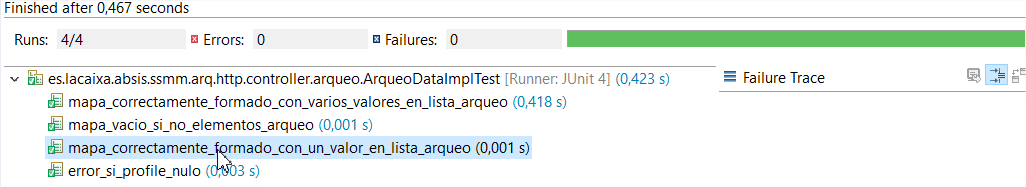 Finished after 0,467 seconds
Runs: 4/4 Errors: 0 Failures: 0
es.lacaixa.absis.ssmm.arq.http.controller.arqueo.ArqueoDataImplTest [Runner: JUnit 4] (0,423 s)
Failure Trace
mapa_correctamente_formado_con_varios_valores_en_lista_arqueo (0,418 s)
mapa_vacio_si_no_elementos_arqueo (0,001 s)
mapa_correctamente_formado_con_un_valor_en_lista_arqueo (0,001 s)
error_si_profile_nulo (0,003 s)